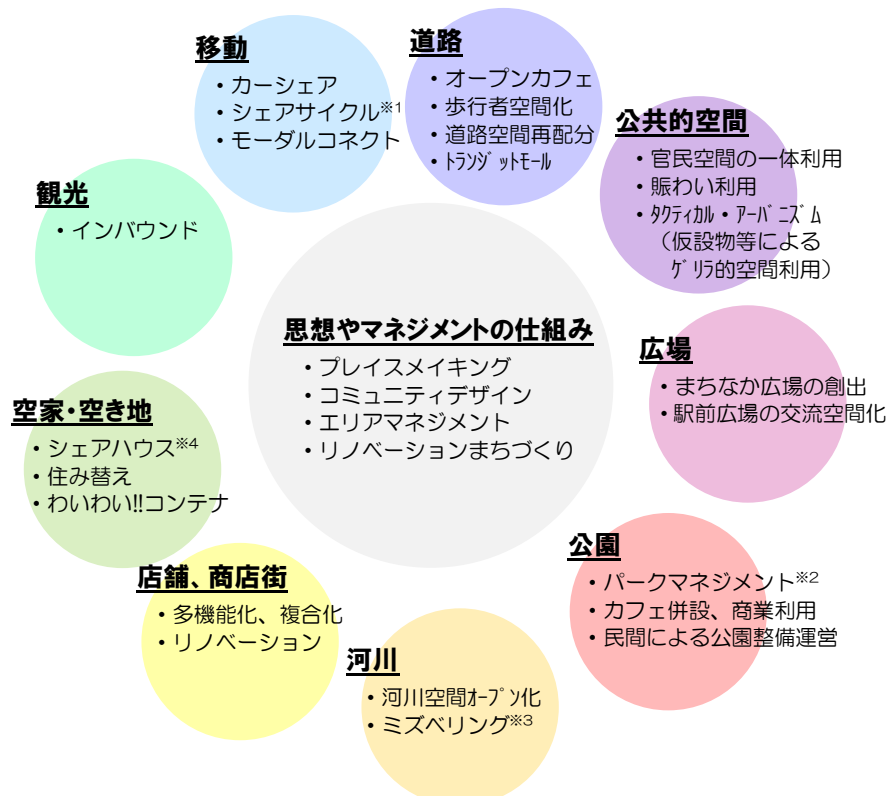 移動
・カーシェア
・シェアサイクル※1
・モーダルコネクト
道路
・オープンカフェ
・歩行者空間化
・道路空間再配分
・ﾄﾗﾝｼﾞｯﾄﾓｰﾙ
公共的空間
・官民空間の一体利用
・賑わい利用
・ﾀｸﾃｨｶﾙ・ｱｰﾊﾞﾆｽﾞﾑ
（仮設物等による
ｹﾞﾘﾗ的空間利用）
観光
・インバウンド
思想やマネジメントの仕組み
・プレイスメイキング
・コミュニティデザイン
・エリアマネジメント
・リノベーションまちづくり
広場
・まちなか広場の創出
・駅前広場の交流空間化
空家・空き地
・シェアハウス※4
・住み替え
・わいわい!!コンテナ
公園
・パークマネジメント※2
・カフェ併設、商業利用
・民間による公園整備運営
店舗、商店街
・多機能化、複合化
・リノベーション
河川
・河川空間ｵｰﾌﾟﾝ化
・ミズベリング※3